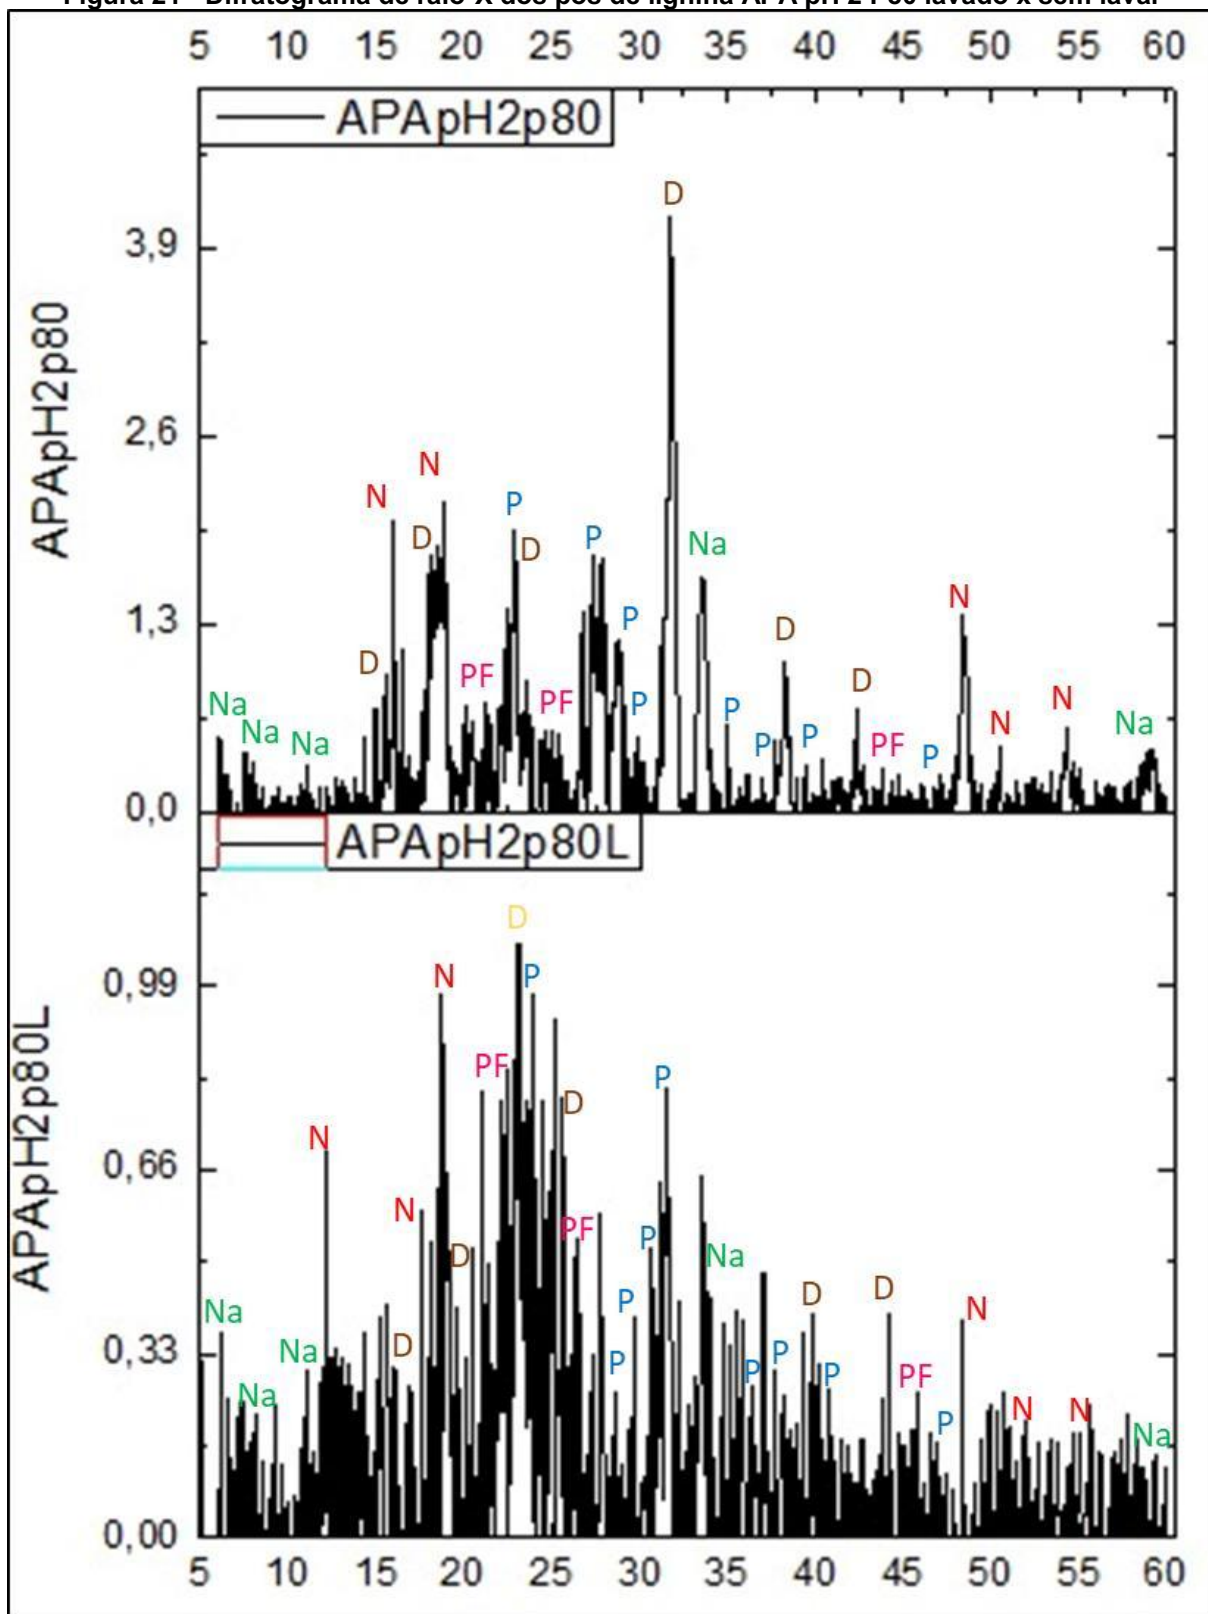 Figura 21 - Difratograma de raio-X dos pós de lignina APA pH 2 P80 lavado x sem lavar
5 10 15 20 25 30 35 40 45 50 55 60
APApH2p80
D
3,9
APApH2p80
2,6
N
N
P
D
D
P
Na
1,3
N
P
D
D
PF
PF
D
Na
Na
Na
P
P
P
P
PF
P
N
N
Na
0,0
APApH2p80L
D
0,99
N
P
APApH2p80L
PF
P
D
N
0,66
N
PF
D
P
Na
Na
P
D
D
N
0,33
Na
D
P
P
P
P
PF
Na
P
N
N
Na
0,00
5 10 15 20 25 30 35 40 45 50 55 60